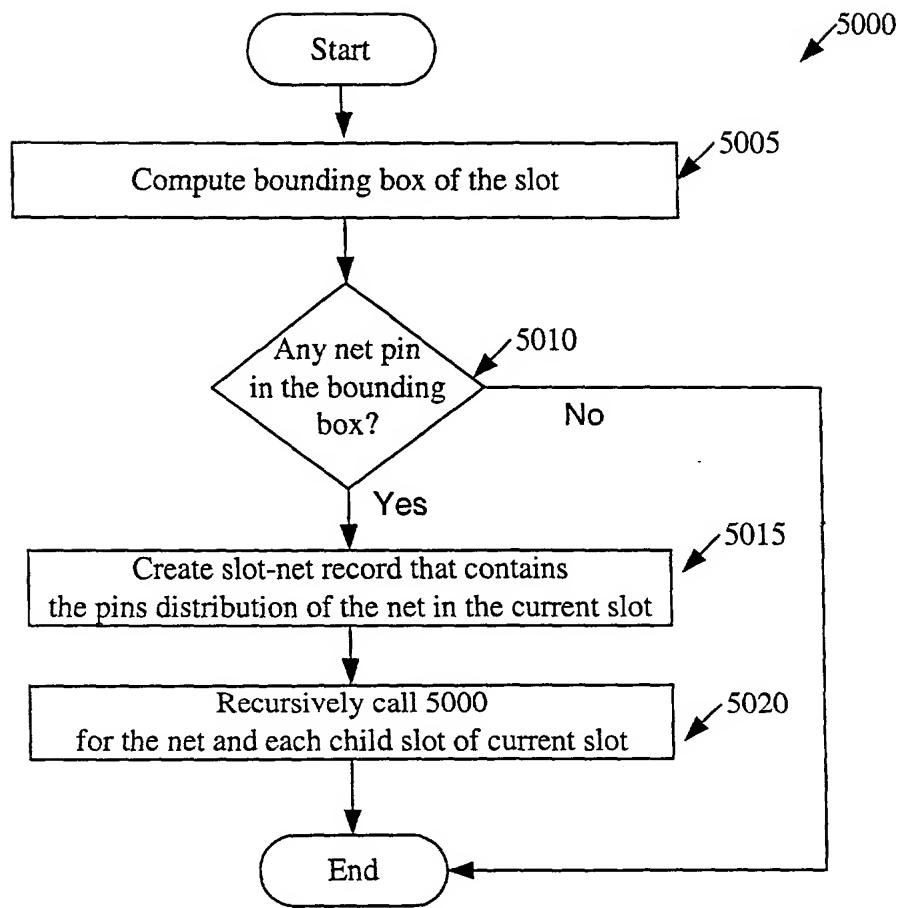 Start
5000
5005
Compute bounding box of the slot
5010
Any net pin
in the bounding
box?
No
Yes
5015
Create slot-net record that contains
the pins distribution of the net in the current slot
5020
Recursively call 5000
for the net and each child slot of current slot
End